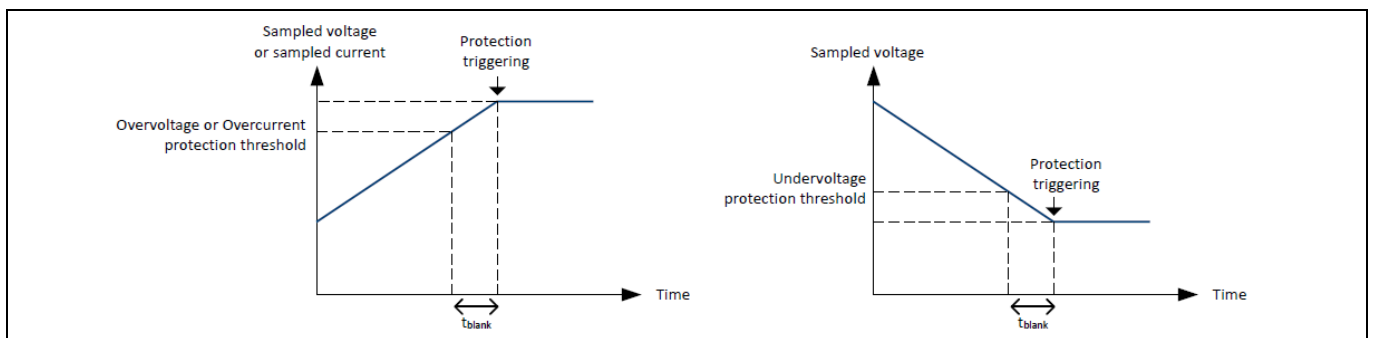 Sampled voltage
or sampled current
Protection
triggering
Overvoltage or Overcurrent
protection threshold
Time
tblank
Sampled voltage
Protection
triggering
Undervoltage
protection threshold
Time
tblank